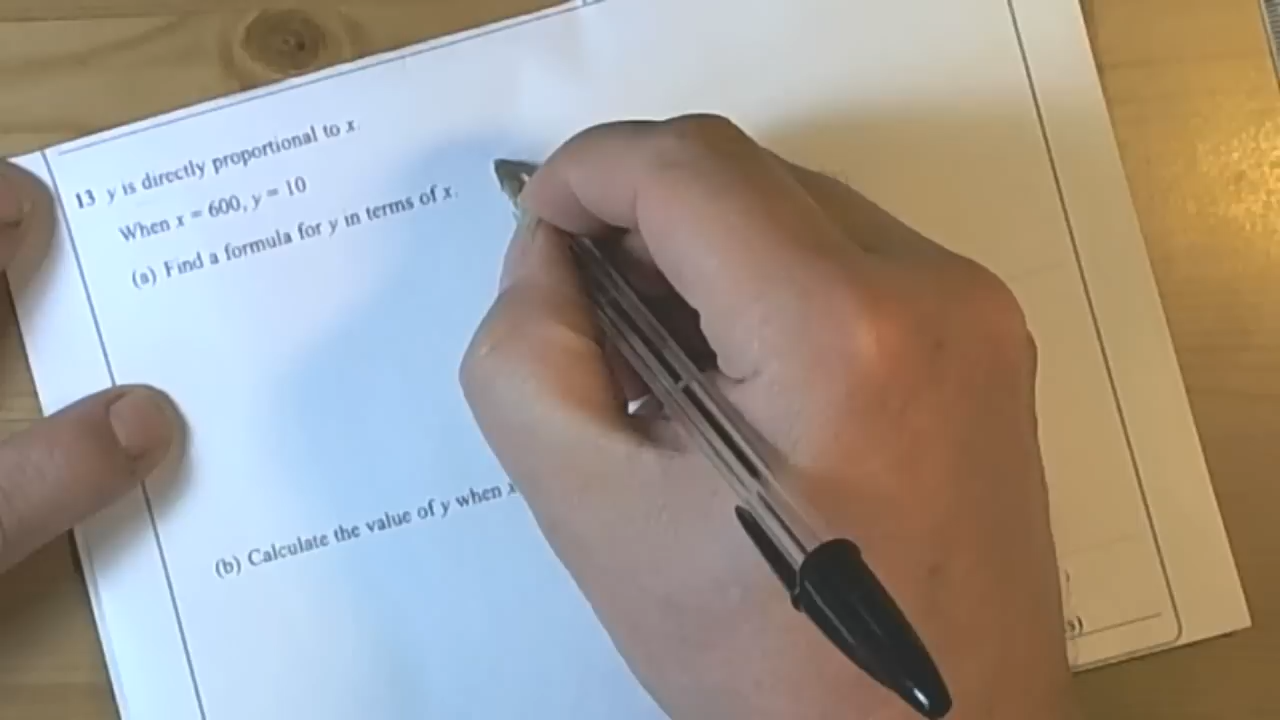 13 y is directly proportional to x.
When x = 600, y = 10
(a) Find a formula for y in terms of x.
(b) Calculate the value of y when x